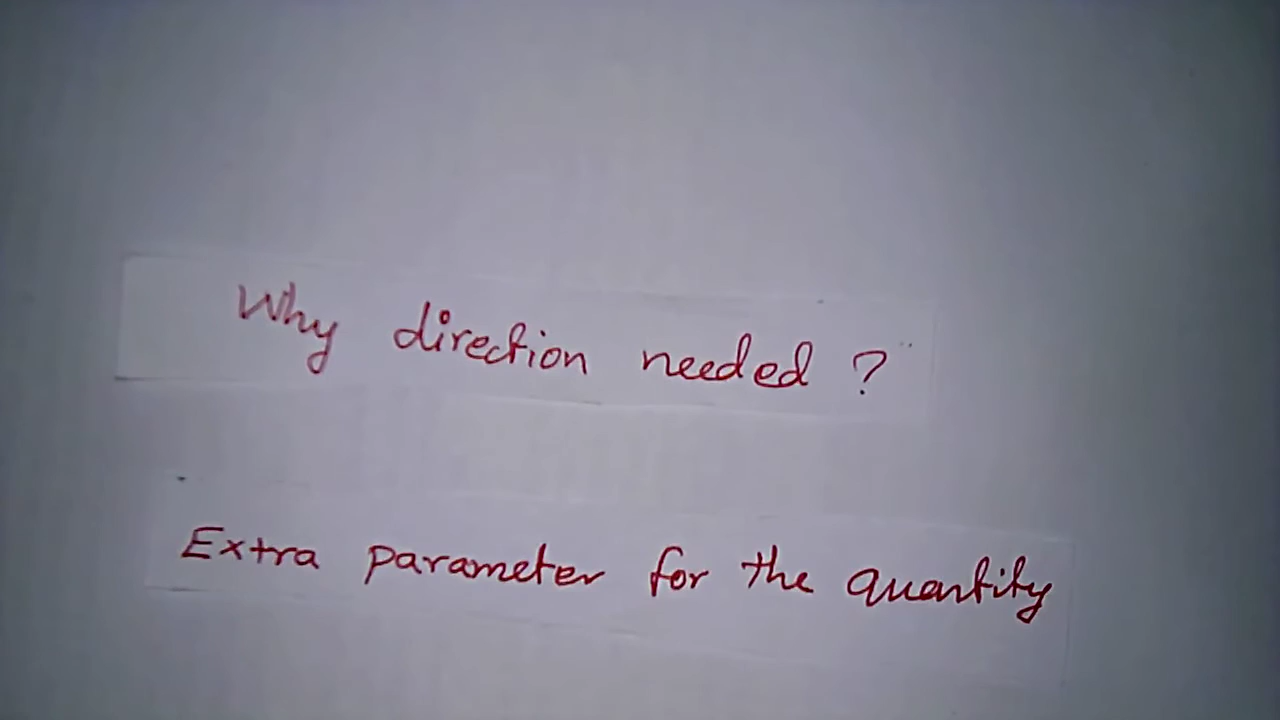 Why direction needed ?
Extra parameter for the quantity